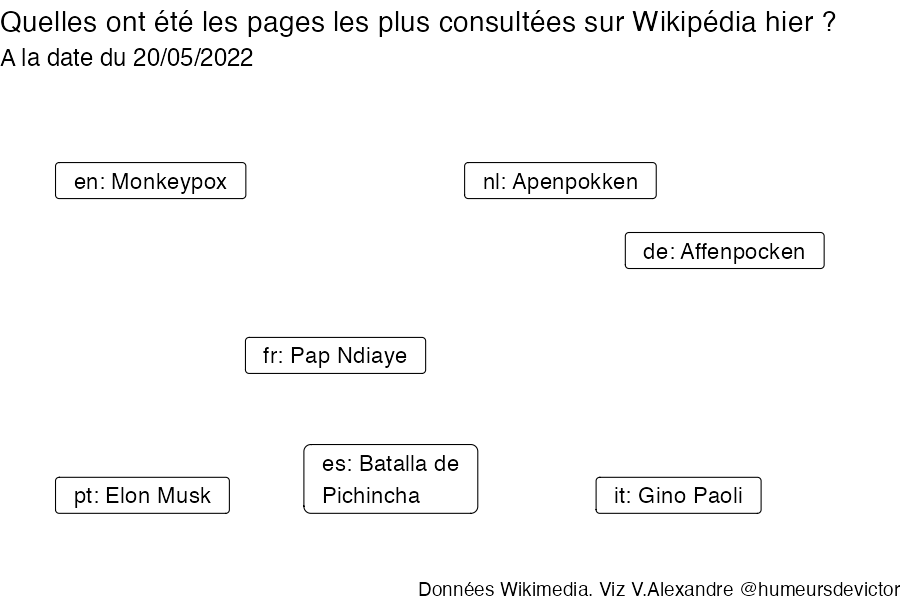 Quelles ont été les pages les plus consultées sur Wikipédia hier ?
A la date du 20/05/2022
en: Monkeypox
nl: Apenpokken
de: Affenpocken
fr: Pap Ndiaye
es: Batalla de
Pichincha
pt: Elon Musk
it: Gino Paoli
Données Wikimedia. Viz V.Alexandre @humeursdevictor